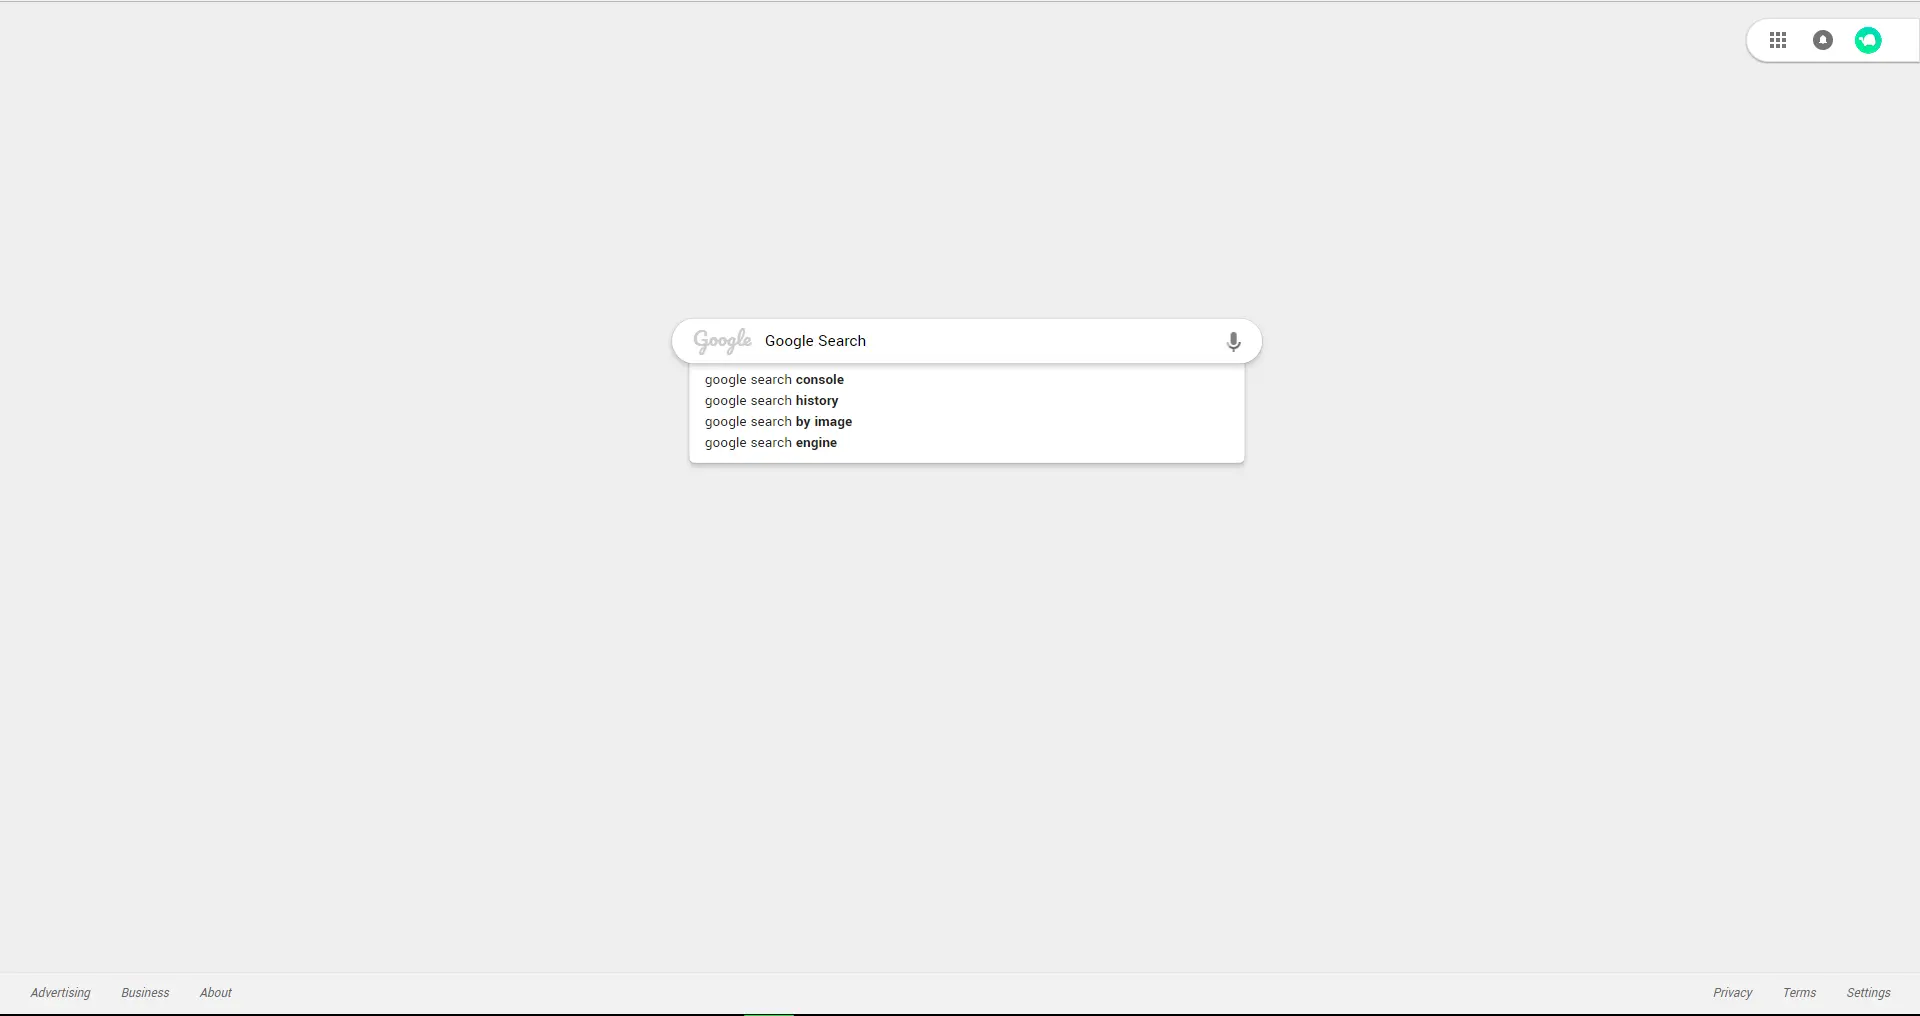 Google Google Search
google search console
google search history
google search by image
google search engine
Advertising Business About Privacy Terms Settings